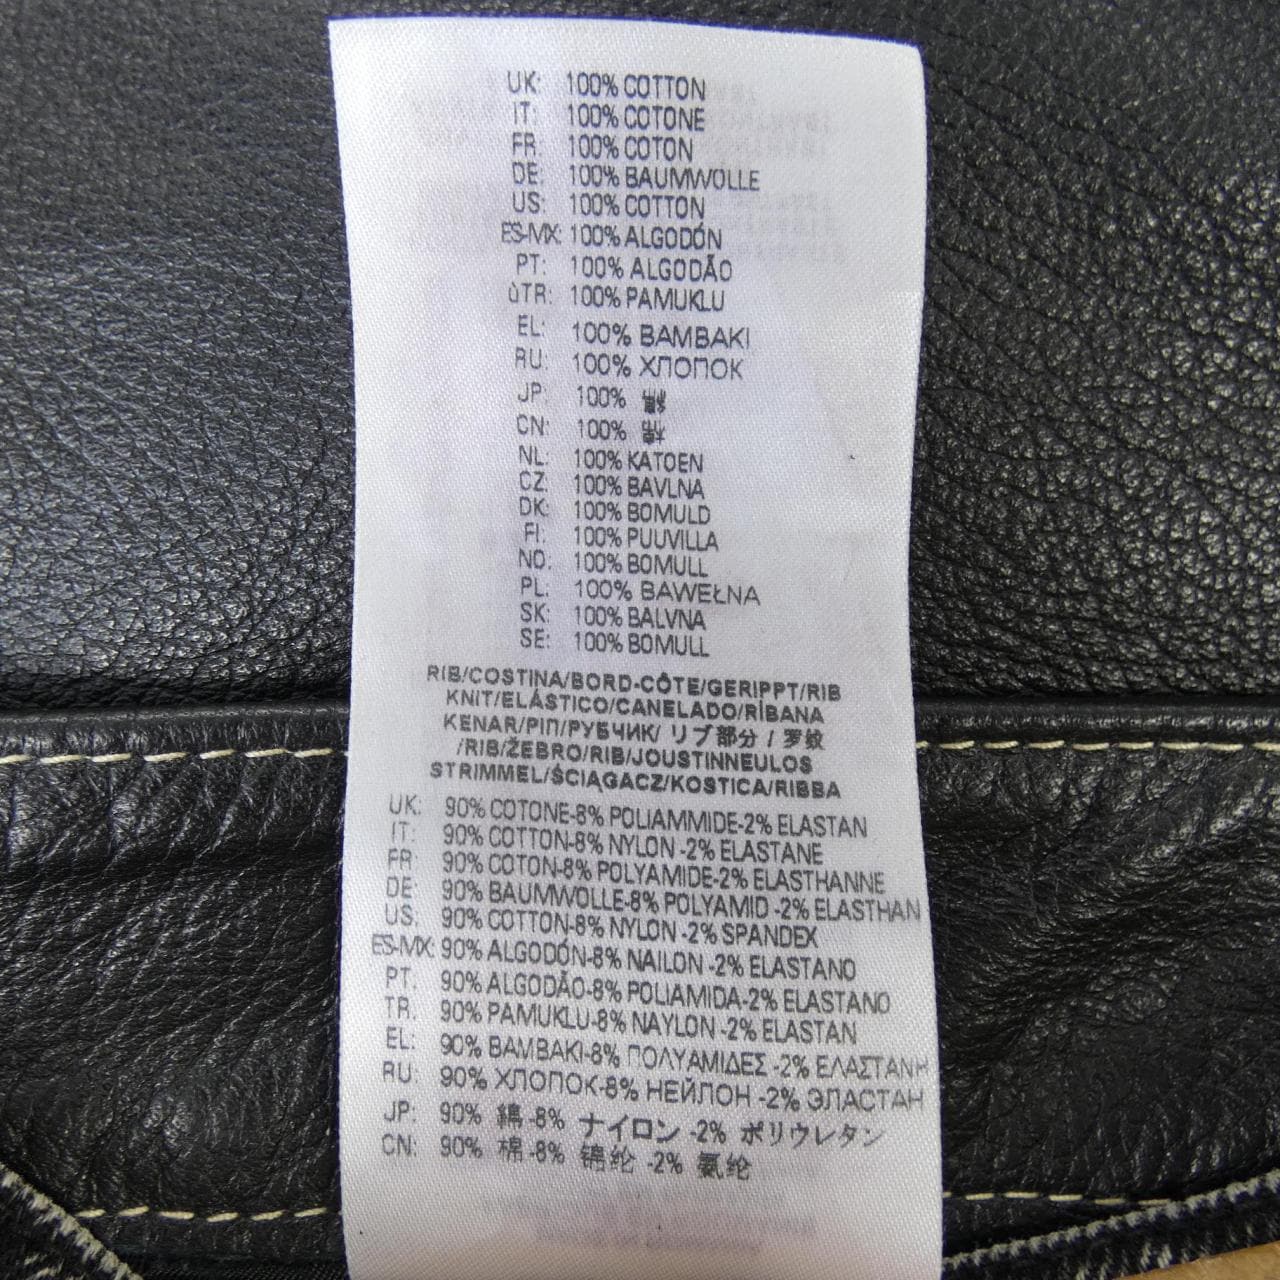 UK: 100% COTTON
IT: 100% COTONE
FR: 100% COTON
DE: 100% BAUMWOLLE
US: 100% COTTON
ES-MX: 100% ALGODÓN
PT: 100% ALGODÃO
ùTR: 100% PAMUKLU
EL: 100% BAMBAKI
RU: 100% ХЛОПОК
JP: 100%
CN: 100%
NL: 100% KATOEN
CZ: 100% BAVLNA
DK: 100% BOMULD
FI: 100% PUUVILLA
NO: 100% BOMULL
PL: 100% BAWEŁNA
SK: 100% BALVNA
SE: 100% BOMULL
RIB/COSTINA/BORD-CÔTE/GERIPPT/RIB
KNIT/ELÁSTICO/CANELADO/RİBANA
KENAR/ΡΙΠ/РУБЧИК/ リブ部分 / 罗蚊
/RIB/ŽEBRO/RIB/JOUSTINNEULOS
STRIMMEL/ŚCIĄGACZ/KOSTICA/RIBBA
UK: 90% COTONE-8% POLIAMMIDE-2% ELASTAN
IT: 90% COTTON-8% NYLON -2% ELASTANE
FR: 90% COTON-8% POLYAMIDE-2% ELASTHANNE
DE: 90% BAUMWOLLE-8% POLYAMID -2% ELASTHAN
US: 90% COTTON-8% NYLON -2% SPANDEX
ES-MX: 90% ALGODÓN-8% NAILON -2% ELASTANO
PT. 90% ALGODÃO-8% POLIAMIDA-2% ELASTANO
TR. 90% PAMUKLU-8% NAYLON -2% ELASTAN
EL: 90% BAMBAKI-8% ΠΟΛΥΑΜΙΔΕΣ -2% ΕΛΑΣΤΑΝΗ
RU: 90% ХЛОПОК-8% НЕЙЛОН -2% ЭЛАСТАН
JP: 90% 綿 -8% ナイロン -2% ポリウレタン
CN: 90% 棉 -8% 锦纶 -2% 氨纶